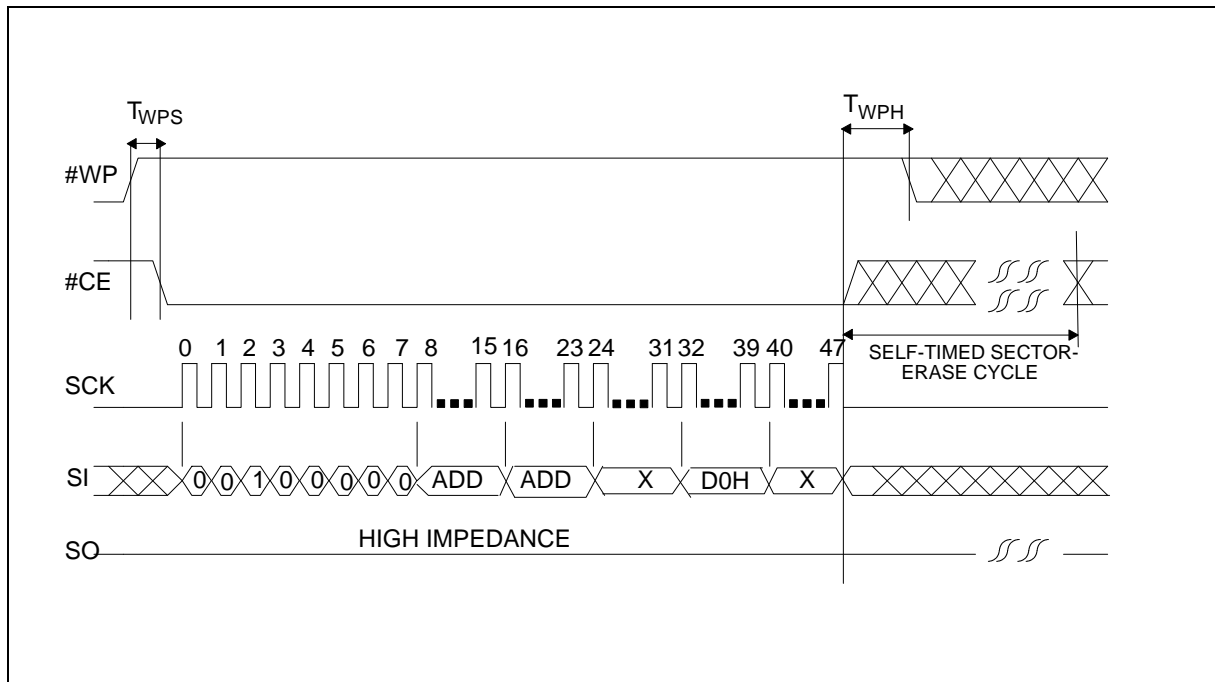 T_WPS
T_WPH
#WP
#CE
0 1 2 3 4 5 6 7 8 15 16 23 24 31 32 39 40 47
SELF-TIMED SECTOR-
ERASE CYCLE
SCK
SI 0 0 1 0 0 0 0 0 ADD ADD X D0H X
HIGH IMPEDANCE
SO